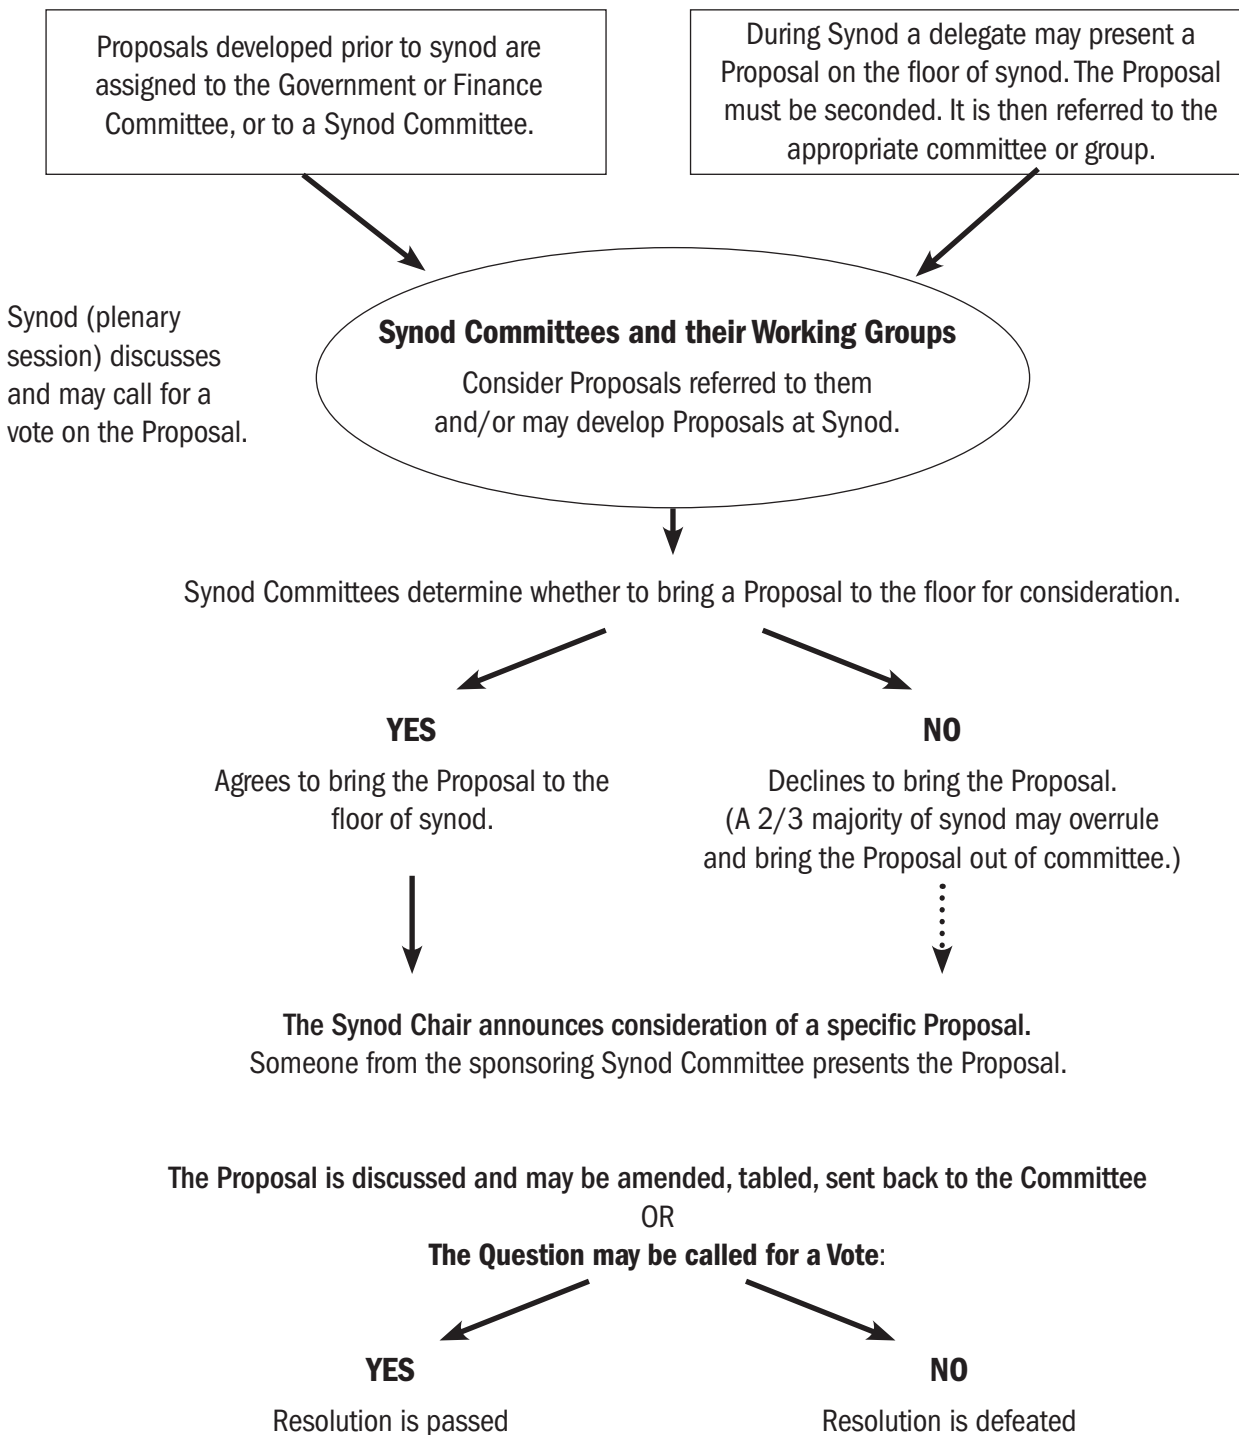 Proposals developed prior to synod are
assigned to the Government or Finance
Committee, or to a Synod Committee.
During Synod a delegate may present a
Proposal on the floor of synod. The Proposal
must be seconded. It is then referred to the
appropriate committee or group.
Synod (plenary
session) discusses
and may call for a
vote on the Proposal.
Synod Committees and their Working Groups
Consider Proposals referred to them
and/or may develop Proposals at Synod.
Synod Committees determine whether to bring a Proposal to the floor for consideration.
YES
Agrees to bring the Proposal to the
floor of synod.
NO
Declines to bring the Proposal.
(A 2/3 majority of synod may overrule
and bring the Proposal out of committee.)
The Synod Chair announces consideration of a specific Proposal.
Someone from the sponsoring Synod Committee presents the Proposal.
The Proposal is discussed and may be amended, tabled, sent back to the Committee
OR
The Question may be called for a Vote:
YES
Resolution is passed
NO
Resolution is defeated